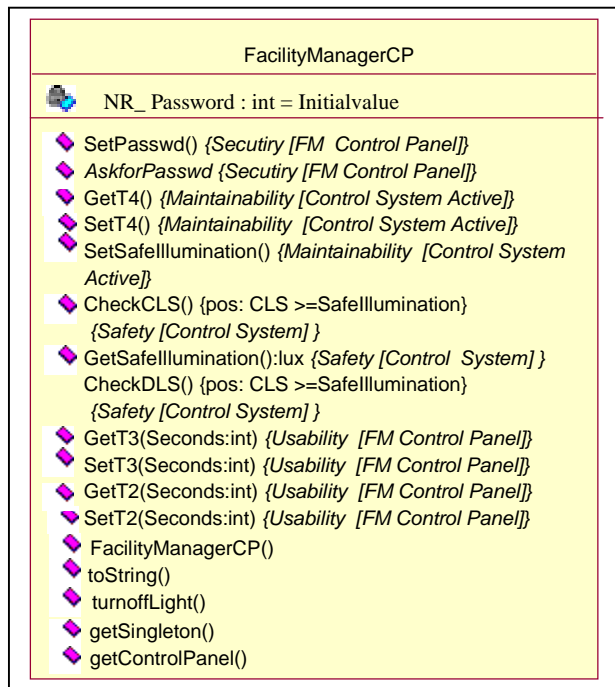 FacilityManagerCP
NR_ Password : int = Initialvalue
SetPasswd() {Secutiry [FM Control Panel]}
AskforPasswd {Secutiry [FM Control Panel]}
GetT4() {Maintainability [Control System Active]}
SetT4() {Maintainability [Control System Active]}
SetSafeIllumination() {Maintainability [Control System
Active]}
CheckCLS() {pos: CLS >=SafeIllumination}
{Safety [Control System] }
GetSafeIllumination():lux {Safety [Control System] }
CheckDLS() {pos: CLS >=SafeIllumination}
{Safety [Control System] }
GetT3(Seconds:int) {Usability [FM Control Panel]}
SetT3(Seconds:int) {Usability [FM Control Panel]}
GetT2(Seconds:int) {Usability [FM Control Panel]}
SetT2(Seconds:int) {Usability [FM Control Panel]}
FacilityManagerCP()
toString()
turnoffLight()
getSingleton()
getControlPanel()